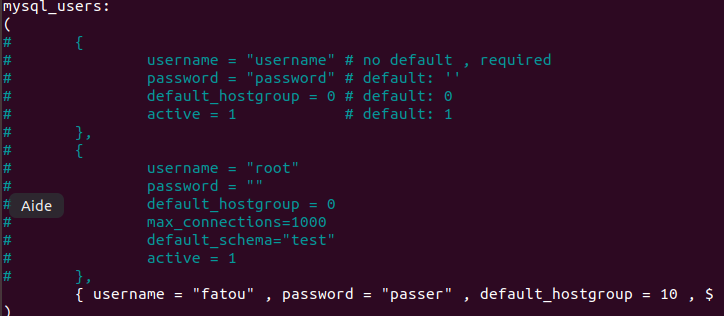 mysql_users:
(
#       {
#               username = "username" # no default , required
#               password = "password" # default: ''
#               default_hostgroup = 0 # default: 0
#               active = 1            # default: 1
#       },
#       {
#               username = "root"
#               password = ""
#               default_hostgroup = 0
Aide
#               max_connections=1000
#               default_schema="test"
#               active = 1
#       },
        { username = "fatou" , password = "passer" , default_hostgroup = 10 , $
)